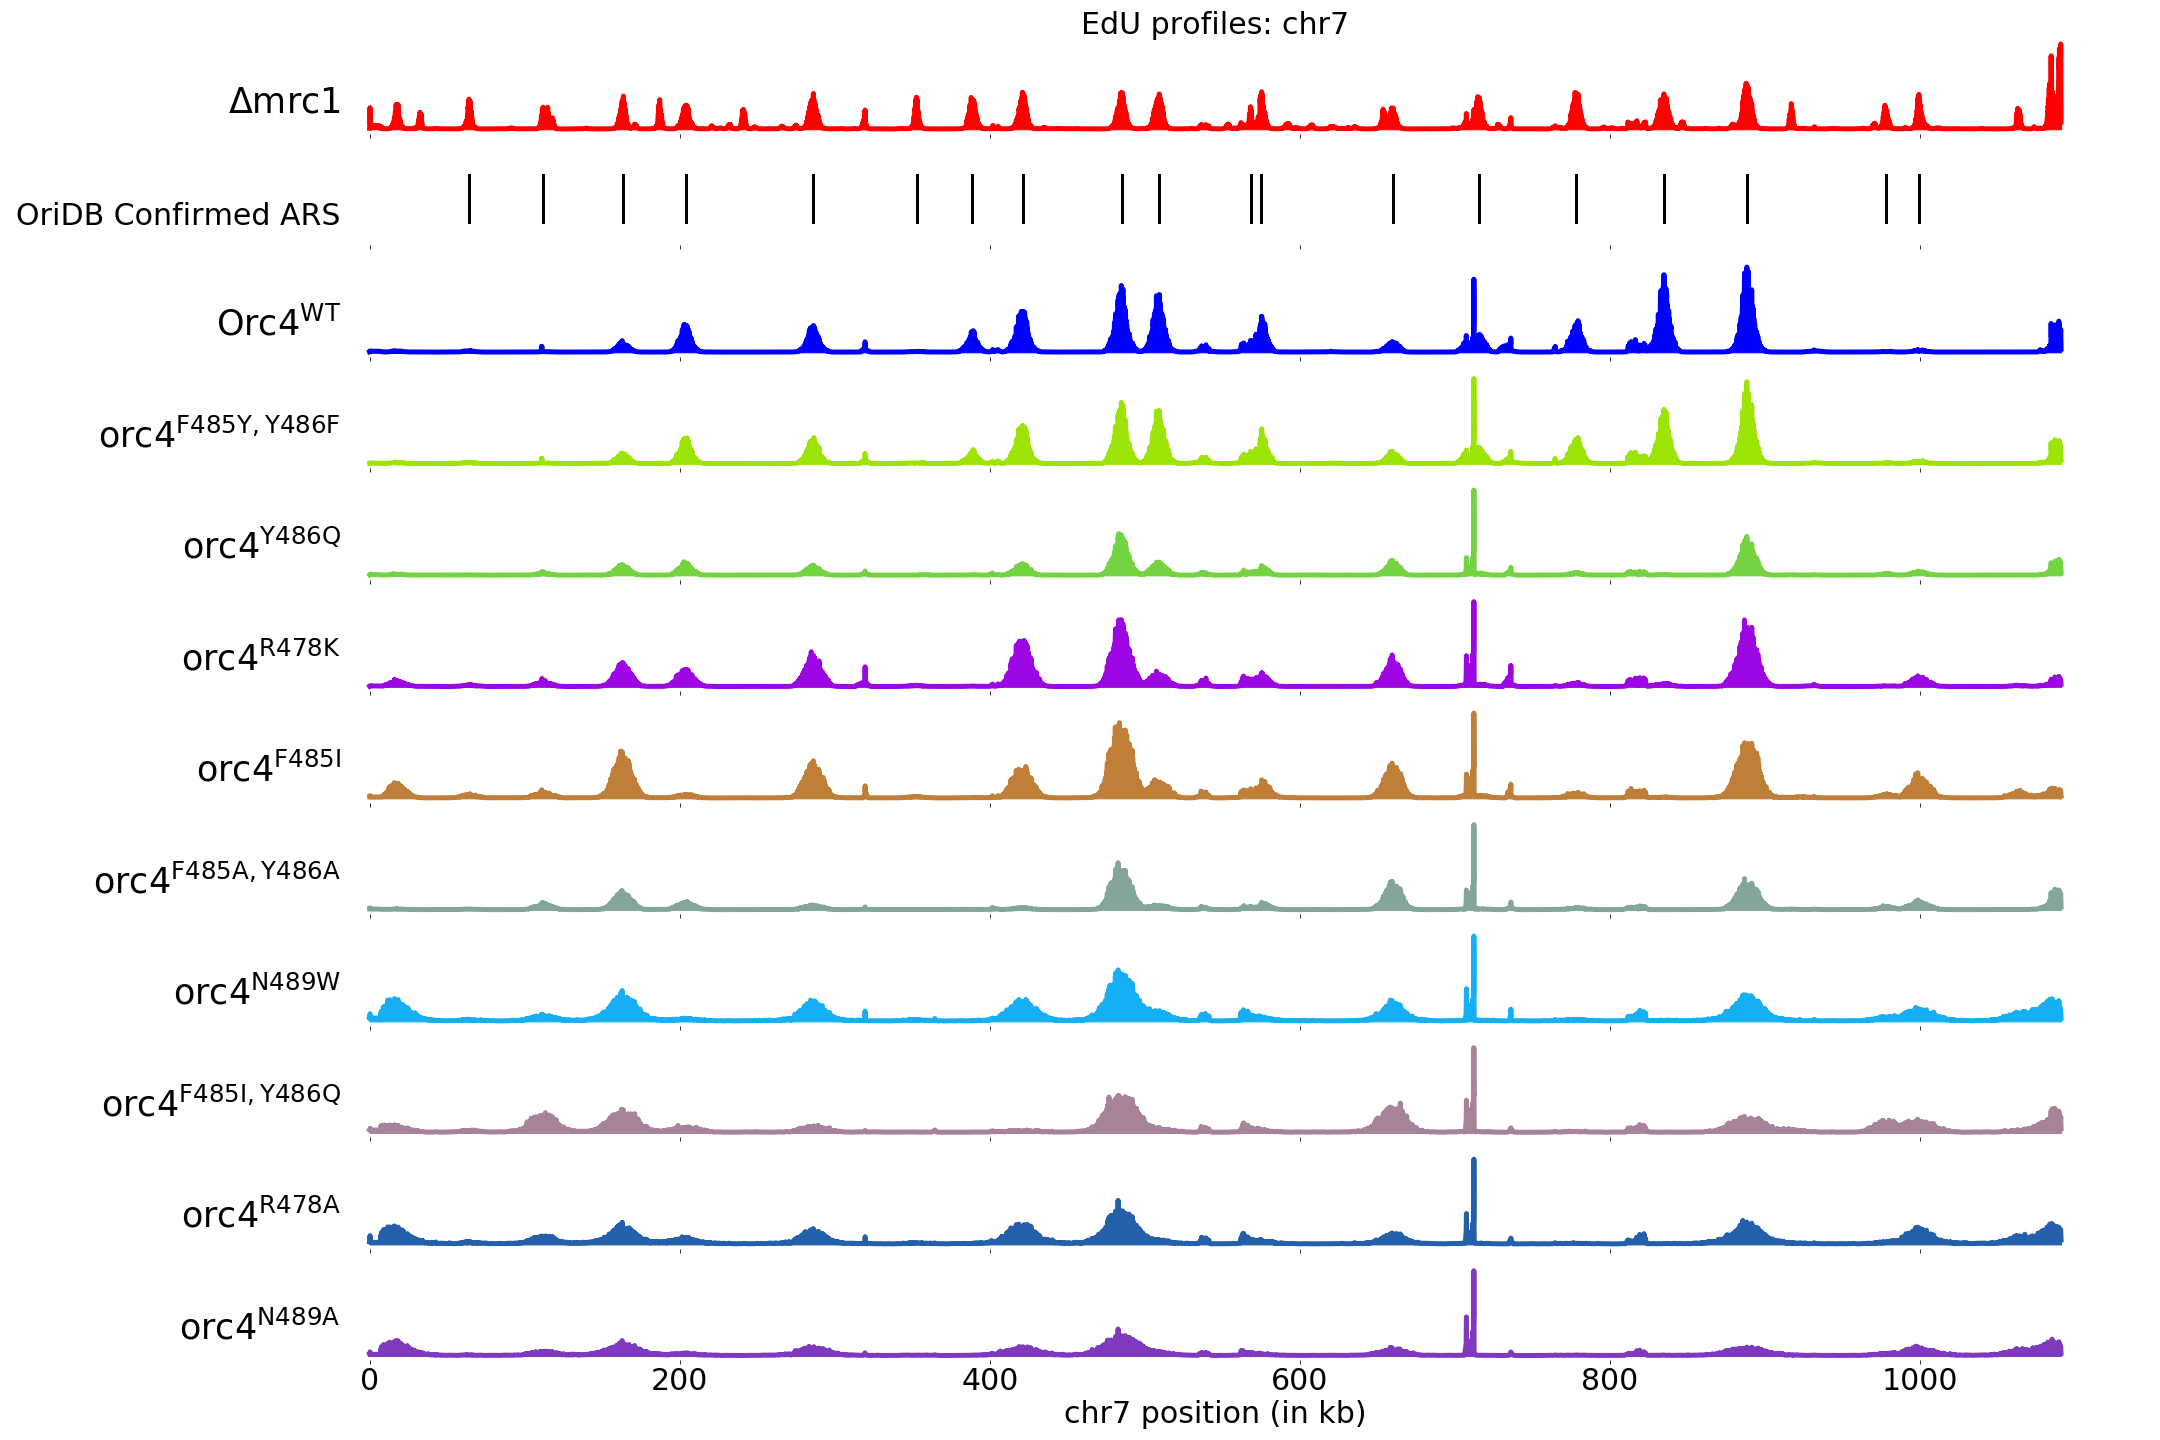 EdU profiles: chr7
Δmrc1
OriDB Confirmed ARS
Orc4WT
orc4F485Y, Y486F
orc4Y486Q
orc4R478K
orc4F485I
orc4F485A, Y486A
orc4N489W
orc4F485I, Y486Q
orc4R478A
orc4N489A
0 200 400 600 800 1000
chr7 position (in kb)